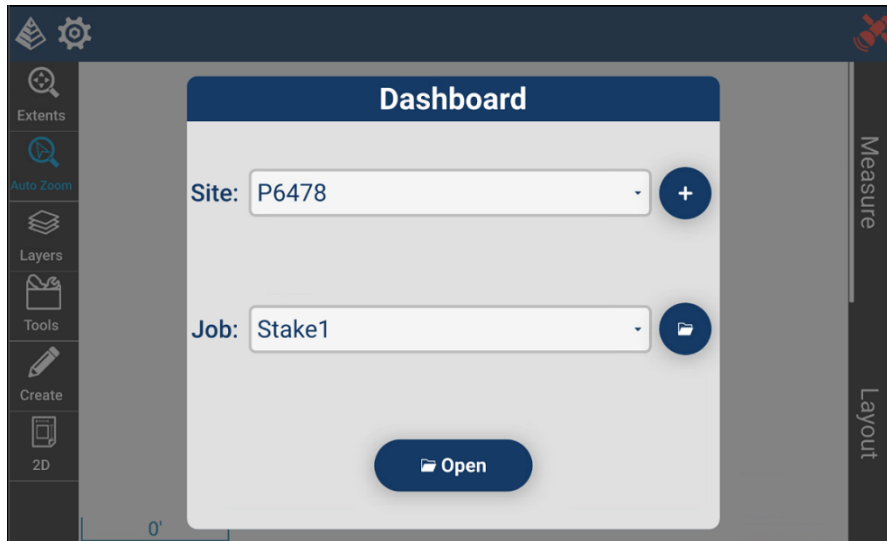 Dashboard
Extents
Auto Zoom
Layers
Tools
Create
2D
Site: P6478
+
Job: Stake1
Open
0'
Measure
Layout